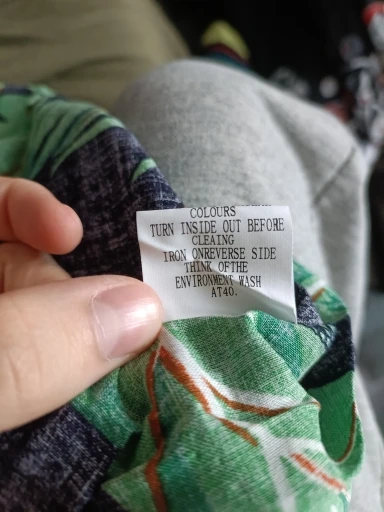 COLOURS
TURN INSIDE OUT BEFORE
CLEAING
IRON ONREVERSE SIDE
THINK OFTHE
ENVIRONMENT WASH
AT40.